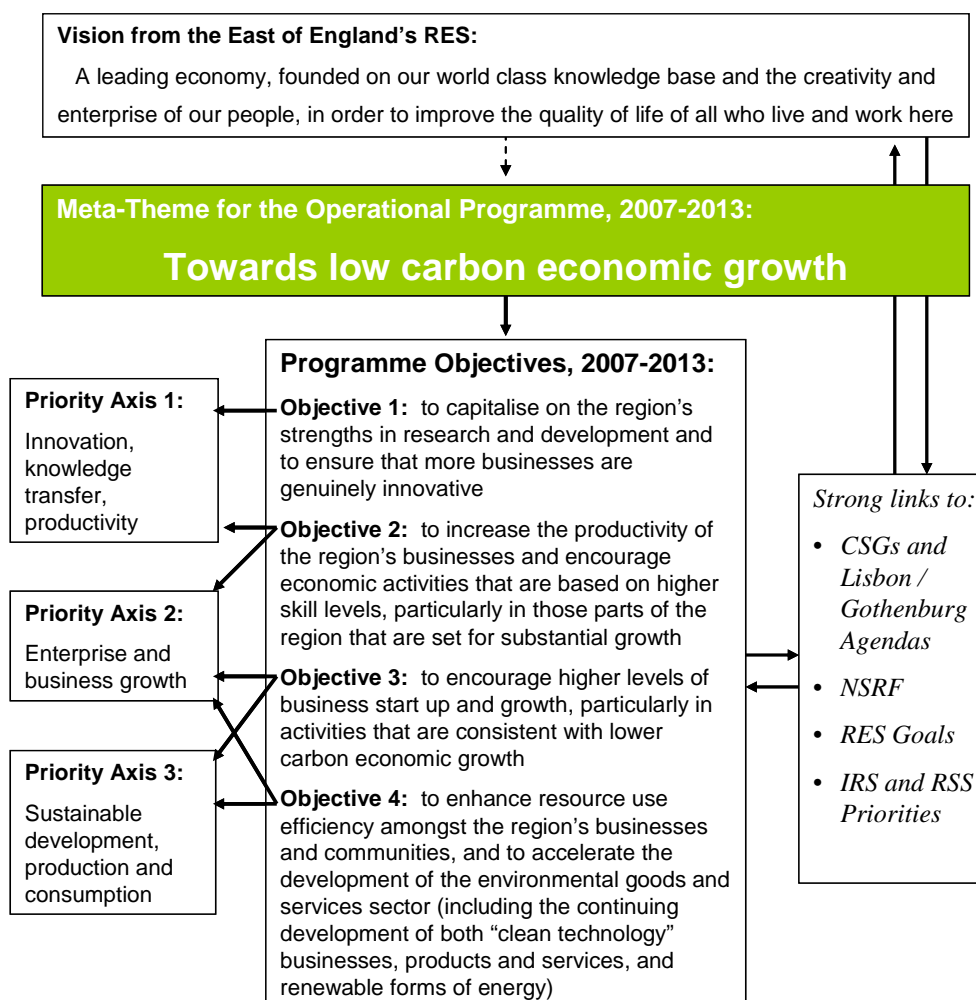 Vision from the East of England's RES:
A leading economy, founded on our world class knowledge base and the creativity and
enterprise of our people, in order to improve the quality of life of all who live and work here
Meta-Theme for the Operational Programme, 2007-2013:
Towards low carbon economic growth
Programme Objectives, 2007-2013:
Objective 1: to capitalise on the region's
strengths in research and development and
to ensure that more businesses are
genuinely innovative
Objective 2: to increase the productivity of
the region's businesses and encourage
economic activities that are based on higher
skill levels, particularly in those parts of the
region that are set for substantial growth
Objective 3: to encourage higher levels of
business start up and growth, particularly in
activities that are consistent with lower
carbon economic growth
Objective 4: to enhance resource use
efficiency amongst the region's businesses
and communities, and to accelerate the
development of the environmental goods and
services sector (including the continuing
development of both “clean technology”
businesses, products and services, and
renewable forms of energy)
Priority Axis 1:
Innovation,
knowledge
transfer,
productivity
Priority Axis 2:
Enterprise and
business growth
Priority Axis 3:
Sustainable
development,
production and
consumption
Strong links to:
• CSGs and
Lisbon /
Gothenburg
Agendas
• NSRF
• RES Goals
• IRS and RSS
Priorities